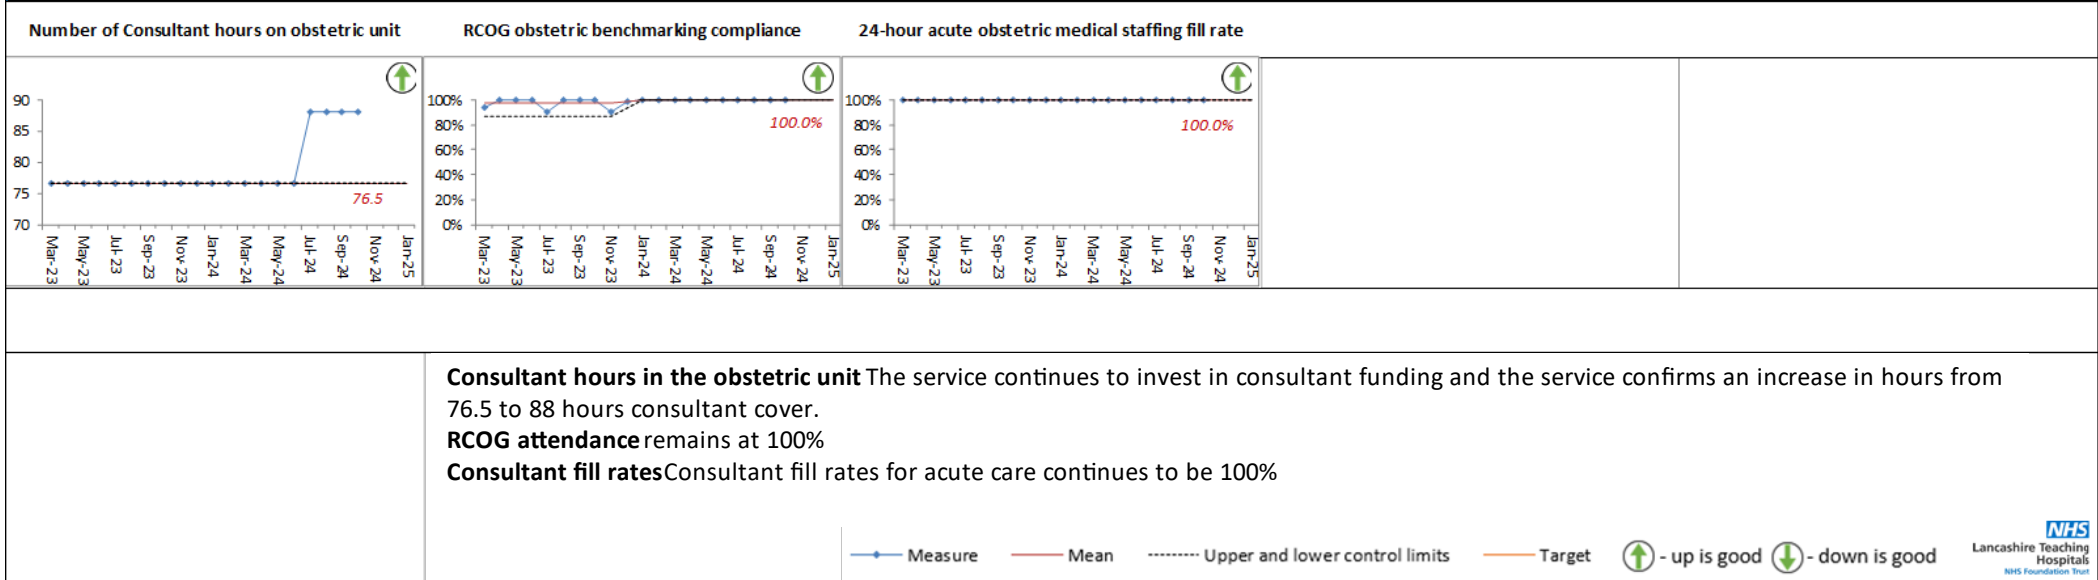 Number of Consultant hours on obstetric unit
RCOG obstetric benchmarking compliance
24-hour acute obstetric medical staffing fill rate
90
85
80
75
70
76.5
Mar-23
May-23
Jul-23
Sep-23
Nov-23
Jan-24
Mar-24
May-24
Jul-24
Sep-24
Nov-24
Jan-25
100%
80%
60%
40%
20%
0%
100.0%
Mar-23
May-23
Jul-23
Sep-23
Nov-23
Jan-24
Mar-24
May-24
Jul-24
Sep-24
Nov-24
Jan-25
100%
80%
60%
40%
20%
0%
100.0%
Mar-23
May-23
Jul-23
Sep-23
Nov-23
Jan-24
Mar-24
May-24
Jul-24
Sep-24
Nov-24
Jan-25
Consultant hours in the obstetric unit The service continues to invest in consultant funding and the service confirms an increase in hours from
76.5 to 88 hours consultant cover.
RCOG attendance remains at 100%
Consultant fill ratesConsultant fill rates for acute care continues to be 100%
Measure
Mean
Upper and lower control limits
Target
- up is good
- down is good
NHS
Lancashire Teaching
Hospitals
NHS Foundation Trust